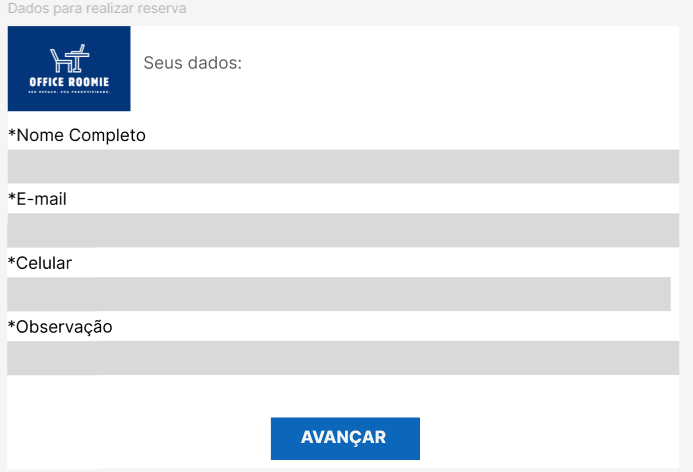 Dados para realizar reserva
OFFICE ROOMIE
SEU ESPAÇO, SUA PRODUTIVIDADE.
Seus dados:
*Nome Completo
*E-mail
*Celular
*Observação
AVANÇAR